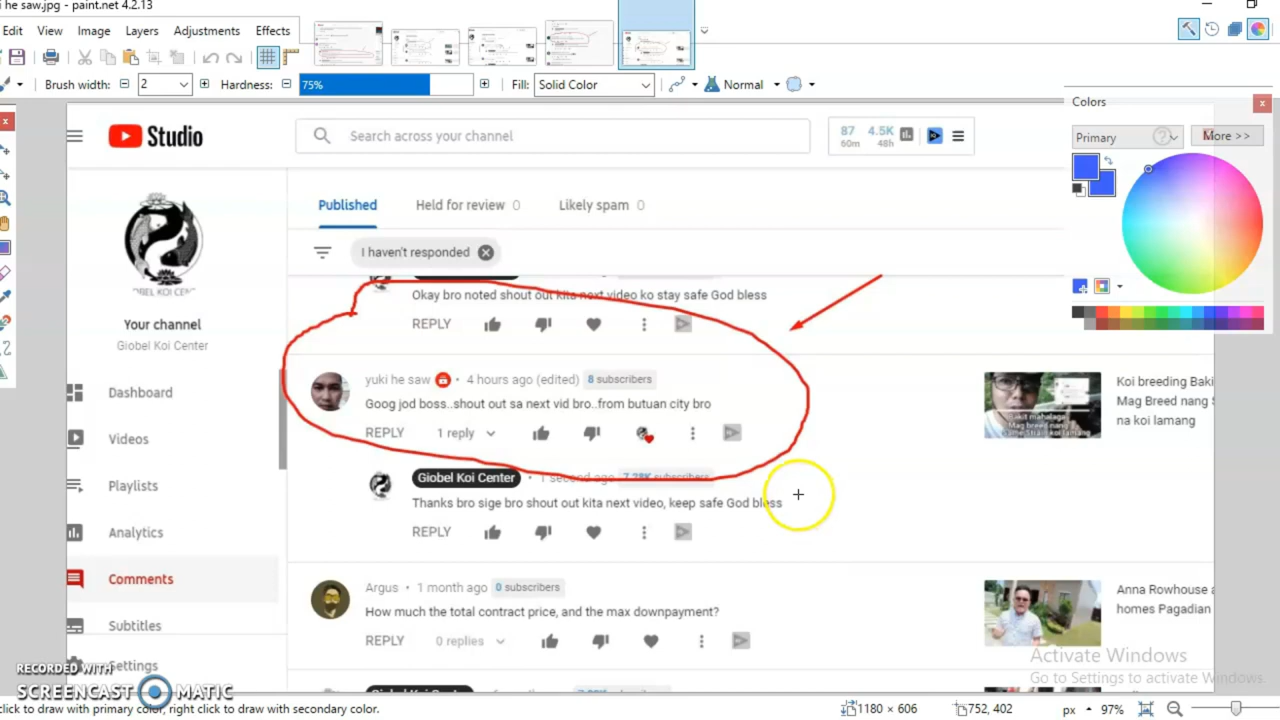 he saw.jpg - paint.net 4.2.13
Edit View Image Layers Adjustments Effects
Brush width: 2 Hardness: 75% Fill: Solid Color Normal
Colors
Primary More >>
Studio
Search across your channel
87 4.5K
60m 48h
Published Held for review 0 Likely spam 0
I haven't responded
Your channel
Giobel Koi Center
Dashboard
Videos
Playlists
Analytics
Comments
Subtitles
Settings
Okay bro noted shout out kita next video ko stay safe God bless
REPLY
yuki he saw • 4 hours ago (edited) 8 subscribers
Goog jod boss..shout out sa next vid bro..from butuan city bro
REPLY 1 reply
Koi breeding Baki
Mag Breed nang
na koi lamang
Giobel Koi Center • 1 second ago 7.28K subscribers
Thanks bro sige bro shout out kita next video, keep safe God bless
REPLY
Argus • 1 month ago 0 subscribers
How much the total contract price, and the max downpayment?
REPLY 0 replies
Anna Rowhouse
homes Pagadian
Giobel Koi Center
Activate Windows
Go to Settings to activate Windows.
RECORDED WITH
SCREENCAST MATIC
click to draw with primary color, right click to draw with secondary color.
1180 × 606 752, 402 px 97%